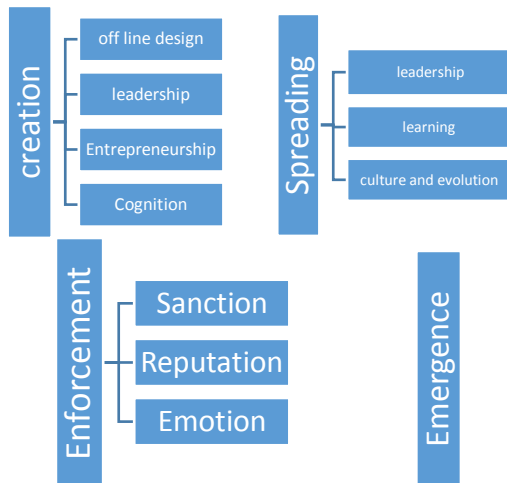 creation
off line design
leadership
Entrepreneurship
Cognition
Spreading
leadership
learning
culture and evolution
Enforcement
Sanction
Reputation
Emotion
Emergence